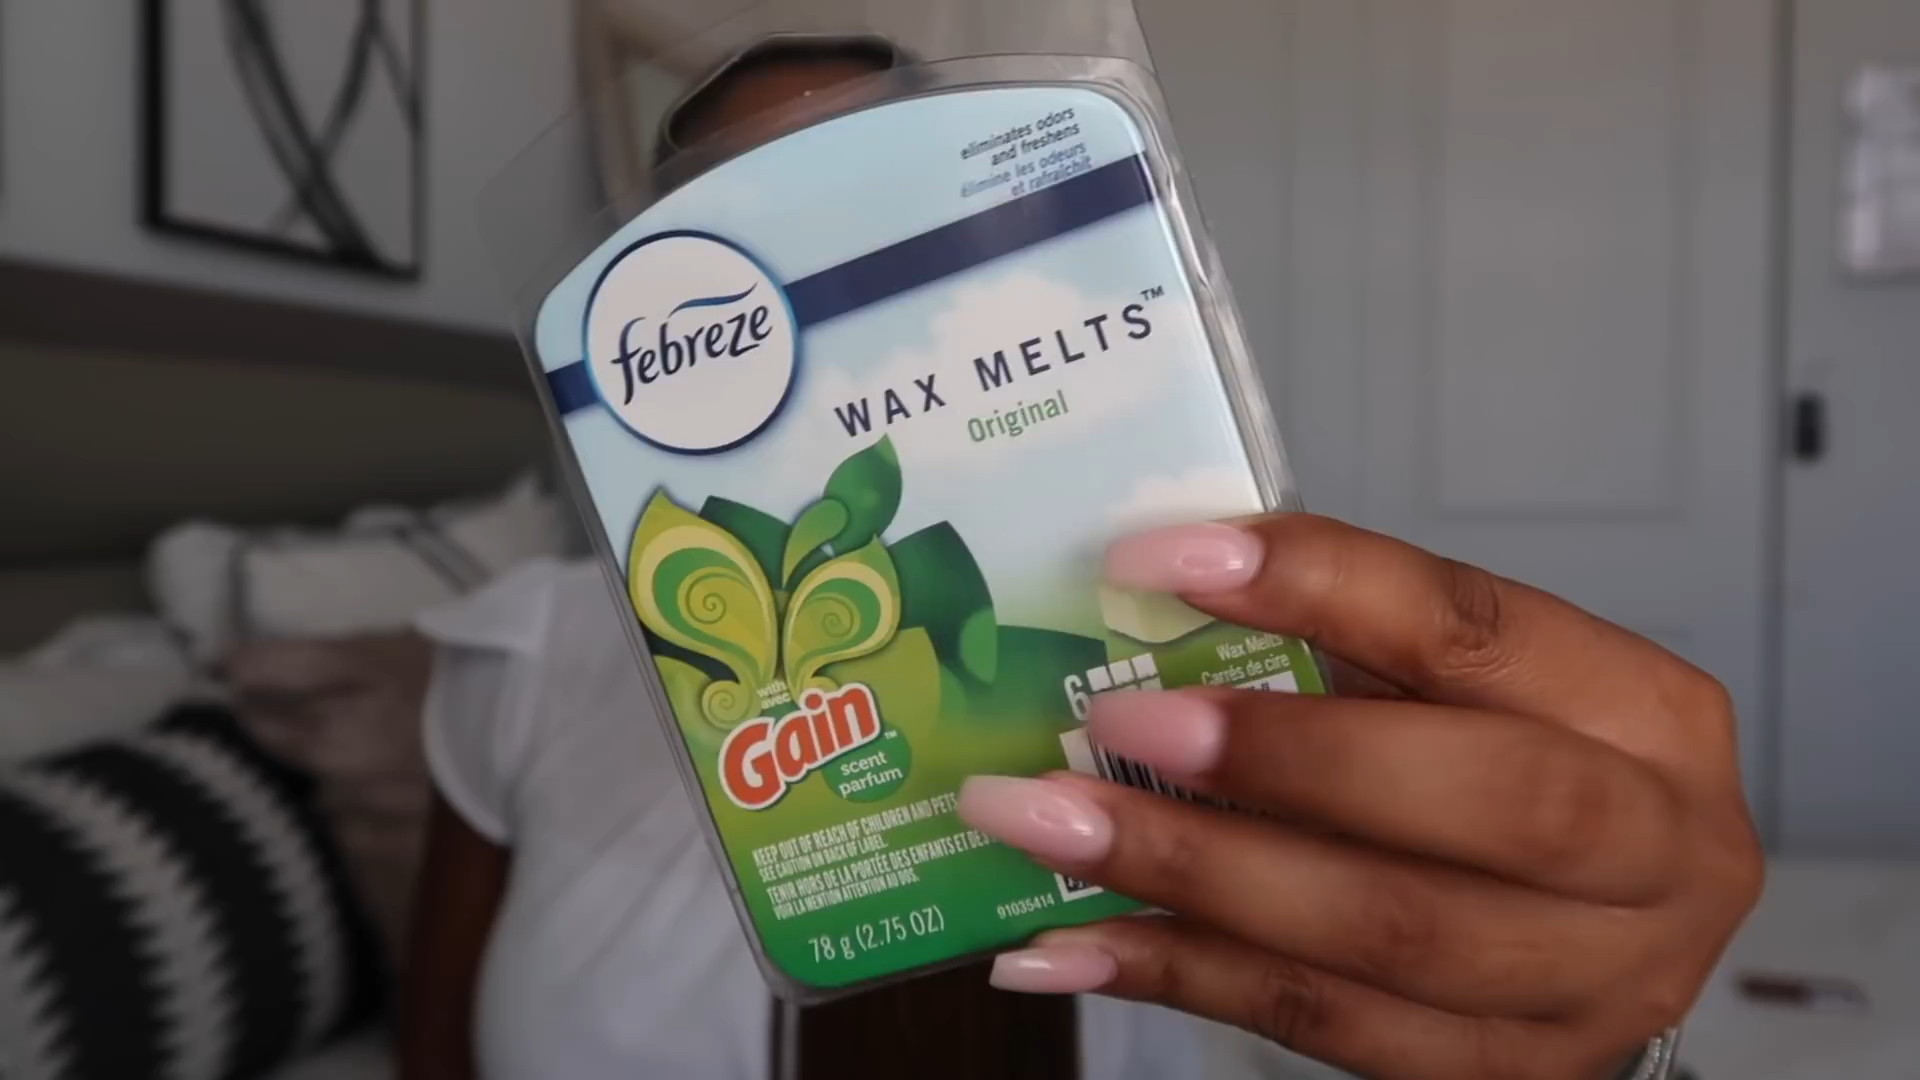 eliminates odors
and freshens
élimine les odeurs
et rafraîchit
febreze
WAX MELTS™
Original
with
avec
Gain™
scent
parfum
6
Wax Melts
Carrés de cire
KEEP OUT OF REACH OF CHILDREN AND PETS
SEE CAUTION ON BACK OF LABEL.
TENIR HORS DE LA PORTÉE DES ENFANTS ET DES
VOIR LA MENTION ATTENTION AU DOS.
78 g (2.75 OZ)
91035414